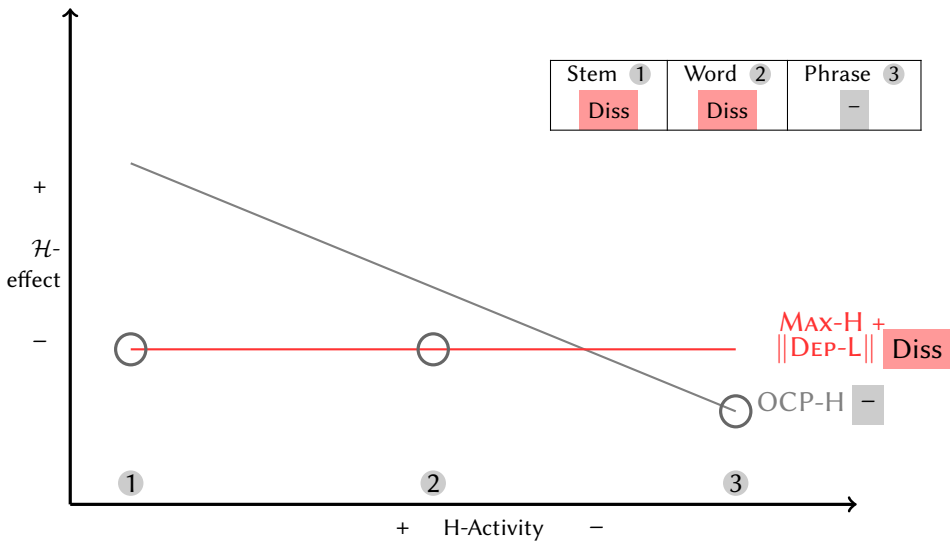 Stem 1 Word 2 Phrase 3
Diss Diss –
+
ℋ-
effect
–
MAX-H +
||DEP-L|| Diss
OCP-H –
1 2 3
+ H-Activity –